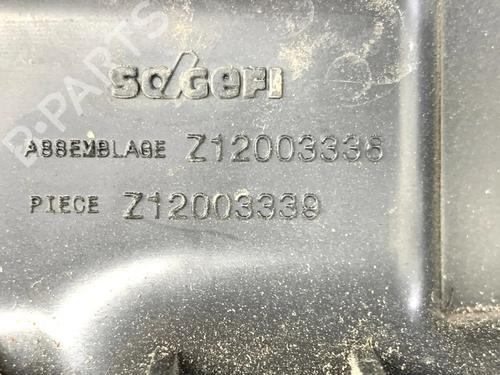 SOGEFI
ASSEMBLAGE Z12003336
PIECE Z12003339
B-PARTS